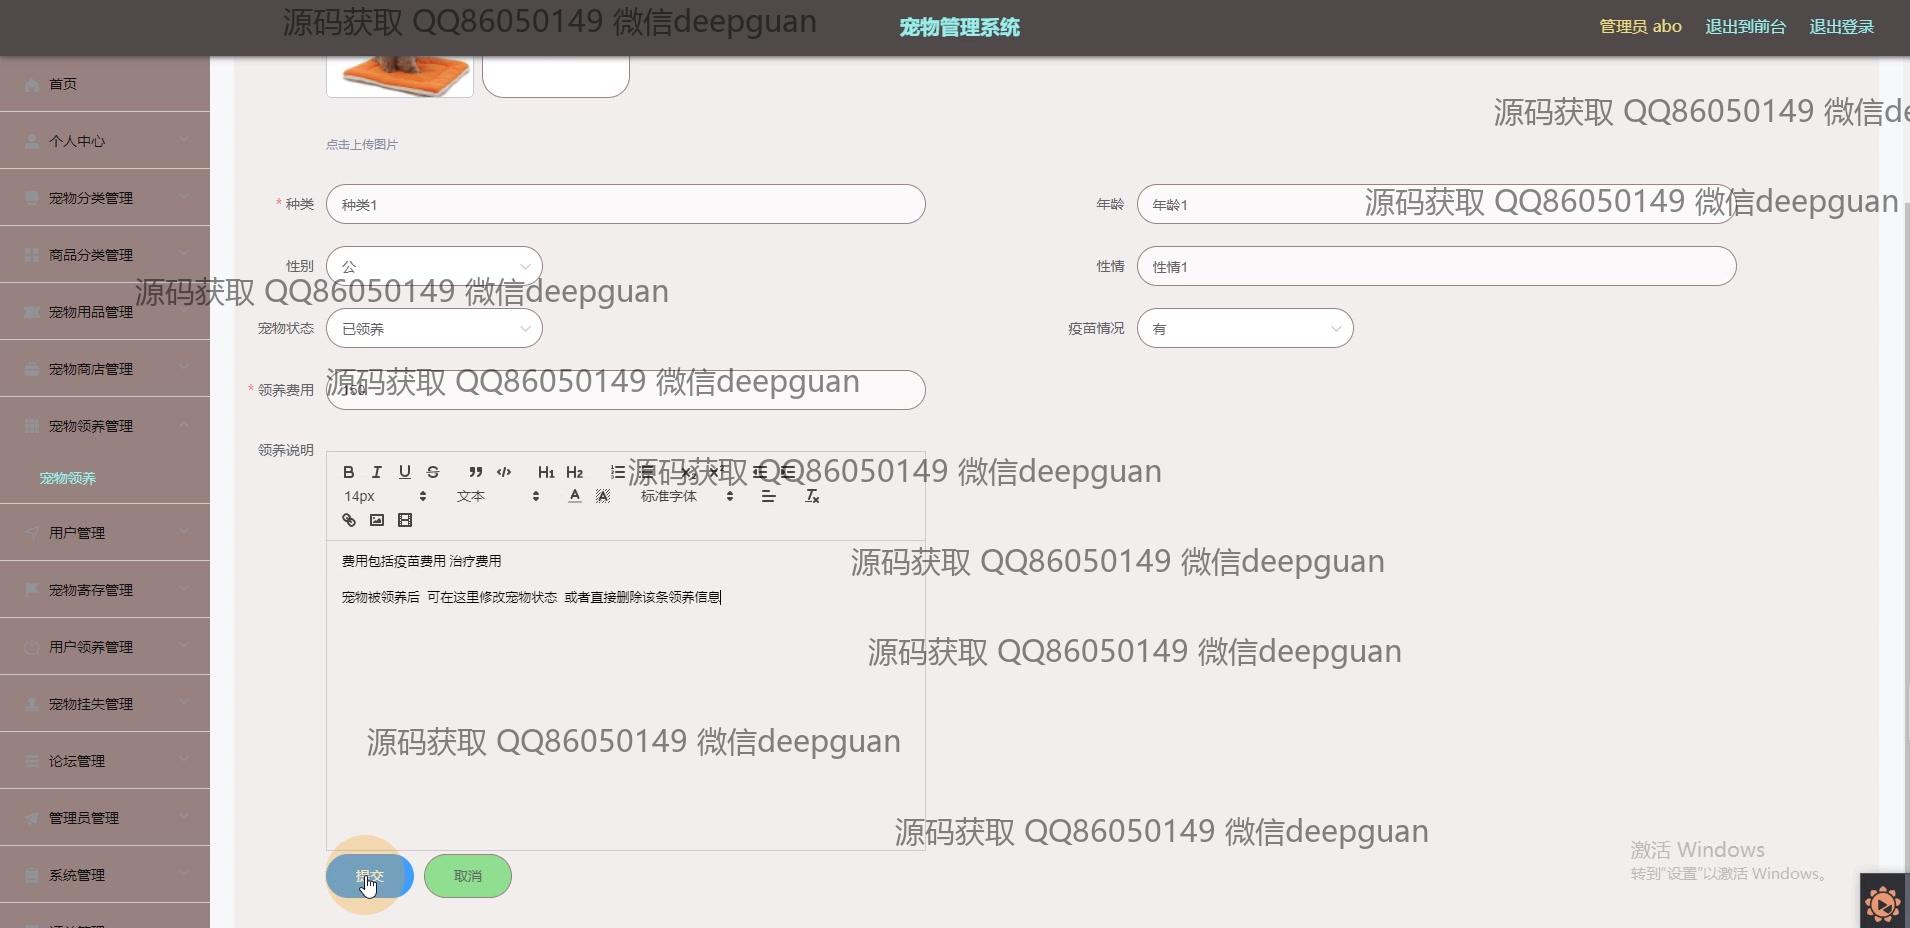 源码获取 QQ86050149 微信deepguan
宠物管理系统
管理员 abo
退出到前台
退出登录
首页
个人中心
宠物分类管理
商品分类管理
宠物用品管理
宠物商店管理
宠物领养管理
宠物领养
用户管理
宠物寄存管理
用户领养管理
宠物挂失管理
论坛管理
管理员管理
系统管理
点击上传图片
源码获取 QQ86050149 微信de
* 种类
种类1
年龄
年龄1
源码获取 QQ86050149 微信deepguan
性别
公
性情
性情1
源码获取 QQ86050149 微信deepguan
宠物状态
已领养
疫苗情况
有
* 领养费用
源码获取 QQ86050149 微信deepguan
领养说明
B I U S H1 H2
源码获取 QQ86050149 微信deepguan
14px
文本
标准字体
费用包括疫苗费用 治疗费用
源码获取 QQ86050149 微信deepguan
宠物被领养后 可在这里修改宠物状态 或者直接删除该条领养信息
源码获取 QQ86050149 微信deepguan
源码获取 QQ86050149 微信deepguan
源码获取 QQ86050149 微信deepguan
提交
取消
激活 Windows
转到“设置”以激活 Windows。